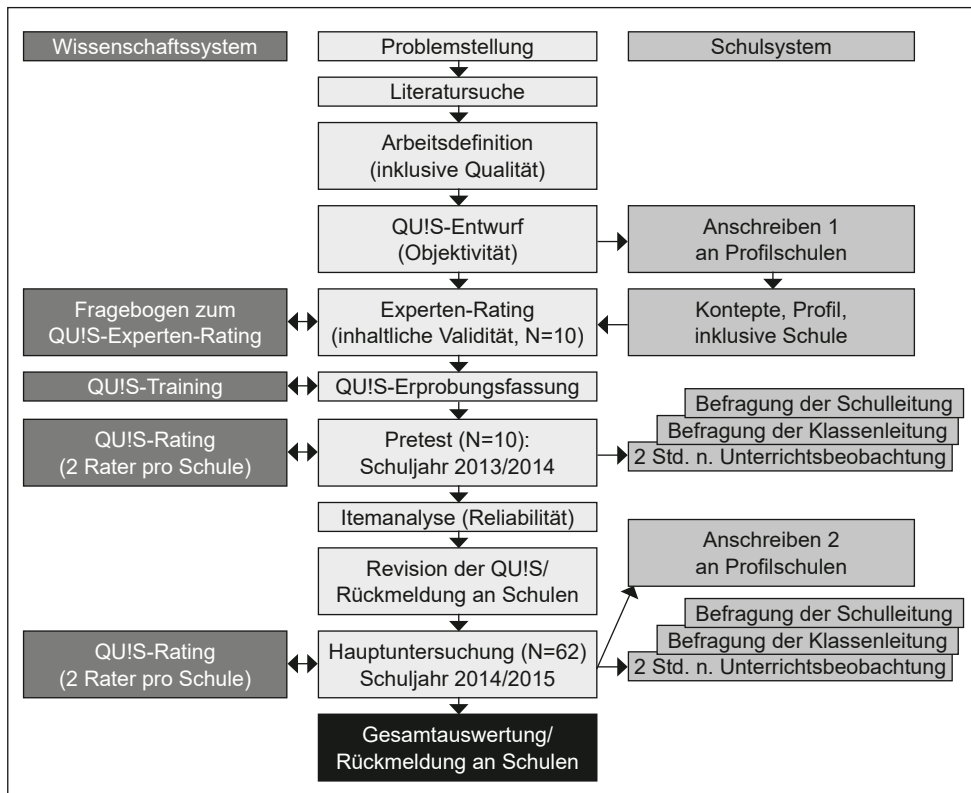 Wissenschaftssystem
Problemstellung
Schulsystem
Literatursuche
Arbeitsdefinition
(inklusive Qualität)
QU!S-Entwurf
(Objektivität)
Anschreiben 1
an Profilschulen
Fragebogen zum
QU!S-Experten-Rating
Experten-Rating
(inhaltliche Validität, N=10)
Kontepte, Profil,
inklusive Schule
QU!S-Training
QU!S-Erprobungsfassung
QU!S-Rating
(2 Rater pro Schule)
Pretest (N=10):
Schuljahr 2013/2014
Befragung der Schulleitung
Befragung der Klassenleitung
2 Std. n. Unterrichtsbeobachtung
Itemanalyse (Reliabilität)
Revision der QU!S/
Rückmeldung an Schulen
Anschreiben 2
an Profilschulen
QU!S-Rating
(2 Rater pro Schule)
Hauptuntersuchung (N=62)
Schuljahr 2014/2015
Befragung der Schulleitung
Befragung der Klassenleitung
2 Std. n. Unterrichtsbeobachtung
Gesamtauswertung/
Rückmeldung an Schulen